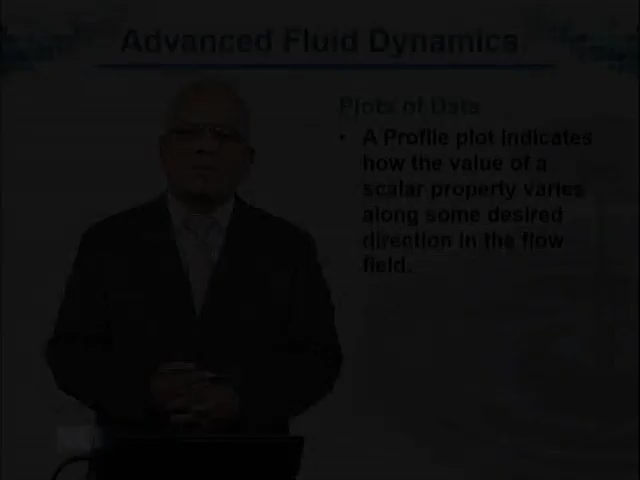 Advanced Fluid Dynamics
Plots of Data
• A Profile plot indicates
how the value of a
scalar property varies
along some desired
direction in the flow
field.